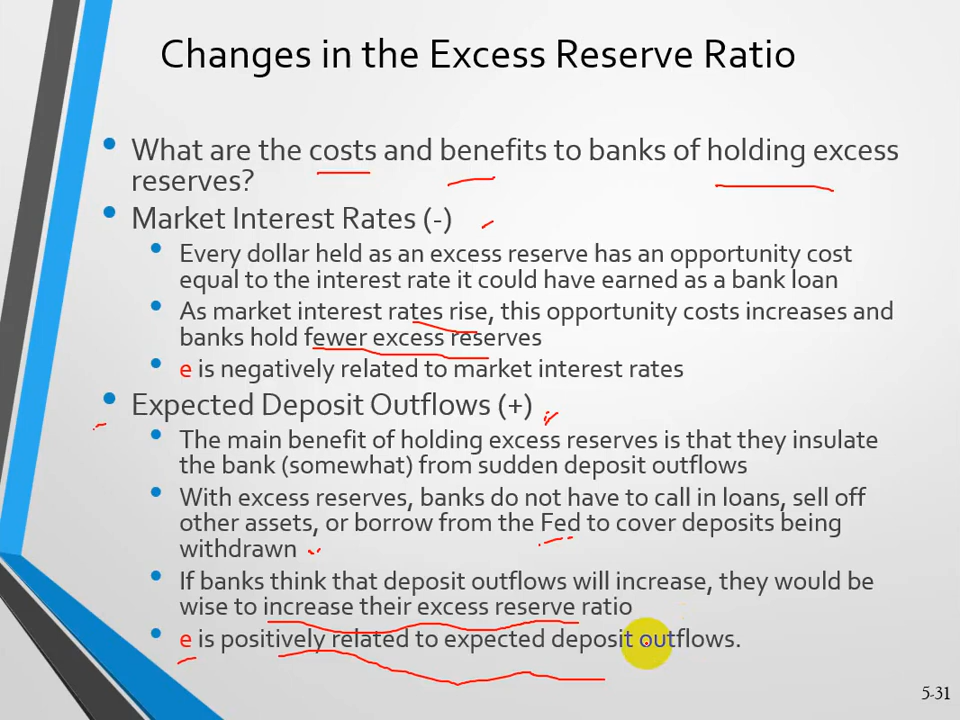 Changes in the Excess Reserve Ratio
• What are the costs and benefits to banks of holding excess
reserves?
• Market Interest Rates (-)
• Every dollar held as an excess reserve has an opportunity cost
equal to the interest rate it could have earned as a bank loan
• As market interest rates rise, this opportunity costs increases and
banks hold fewer excess reserves
• e is negatively related to market interest rates
• Expected Deposit Outflows (+)
• The main benefit of holding excess reserves is that they insulate
the bank (somewhat) from sudden deposit outflows
• With excess reserves, banks do not have to call in loans, sell off
other assets, or borrow from the Fed to cover deposits being
withdrawn
• If banks think that deposit outflows will increase, they would be
wise to increase their excess reserve ratio
• e is positively related to expected deposit outflows.
5-31